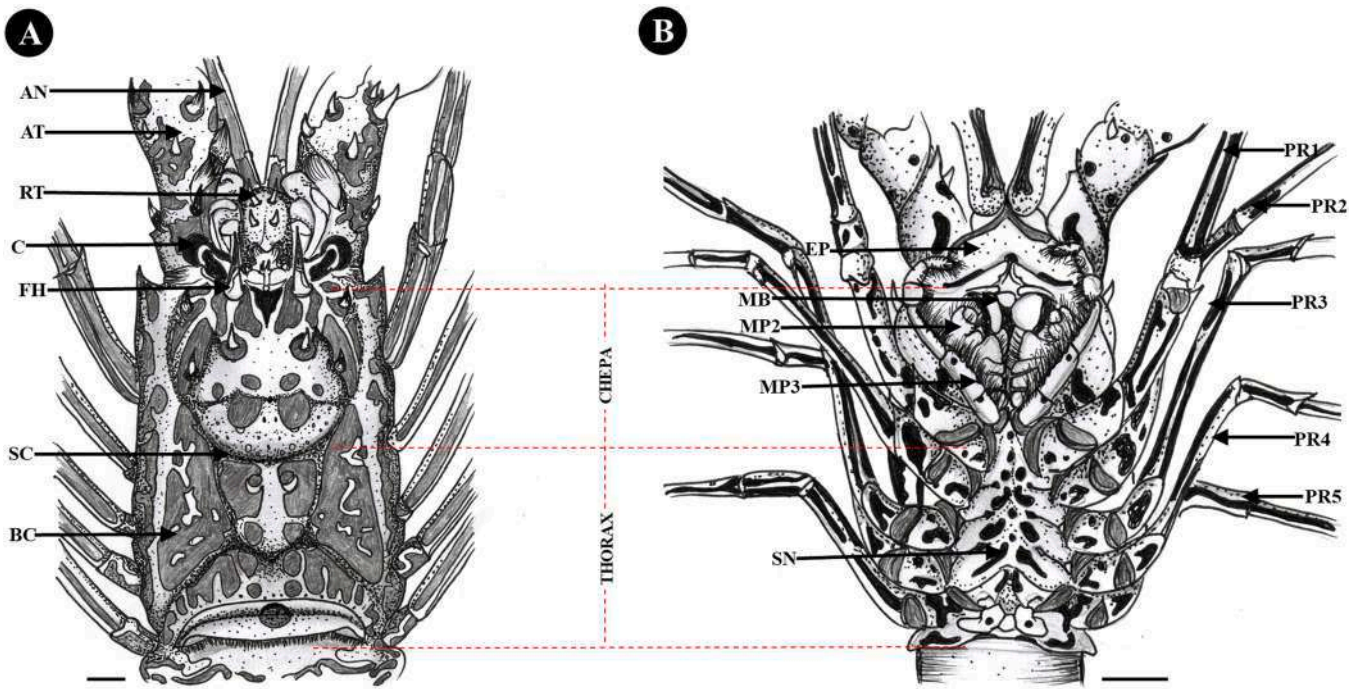 A
AN
AT
RT
C
FH
SC
BC
CHEPA
THORAX
B
EP
MB
MP2
MP3
SN
PR1
PR2
PR3
PR4
PR5